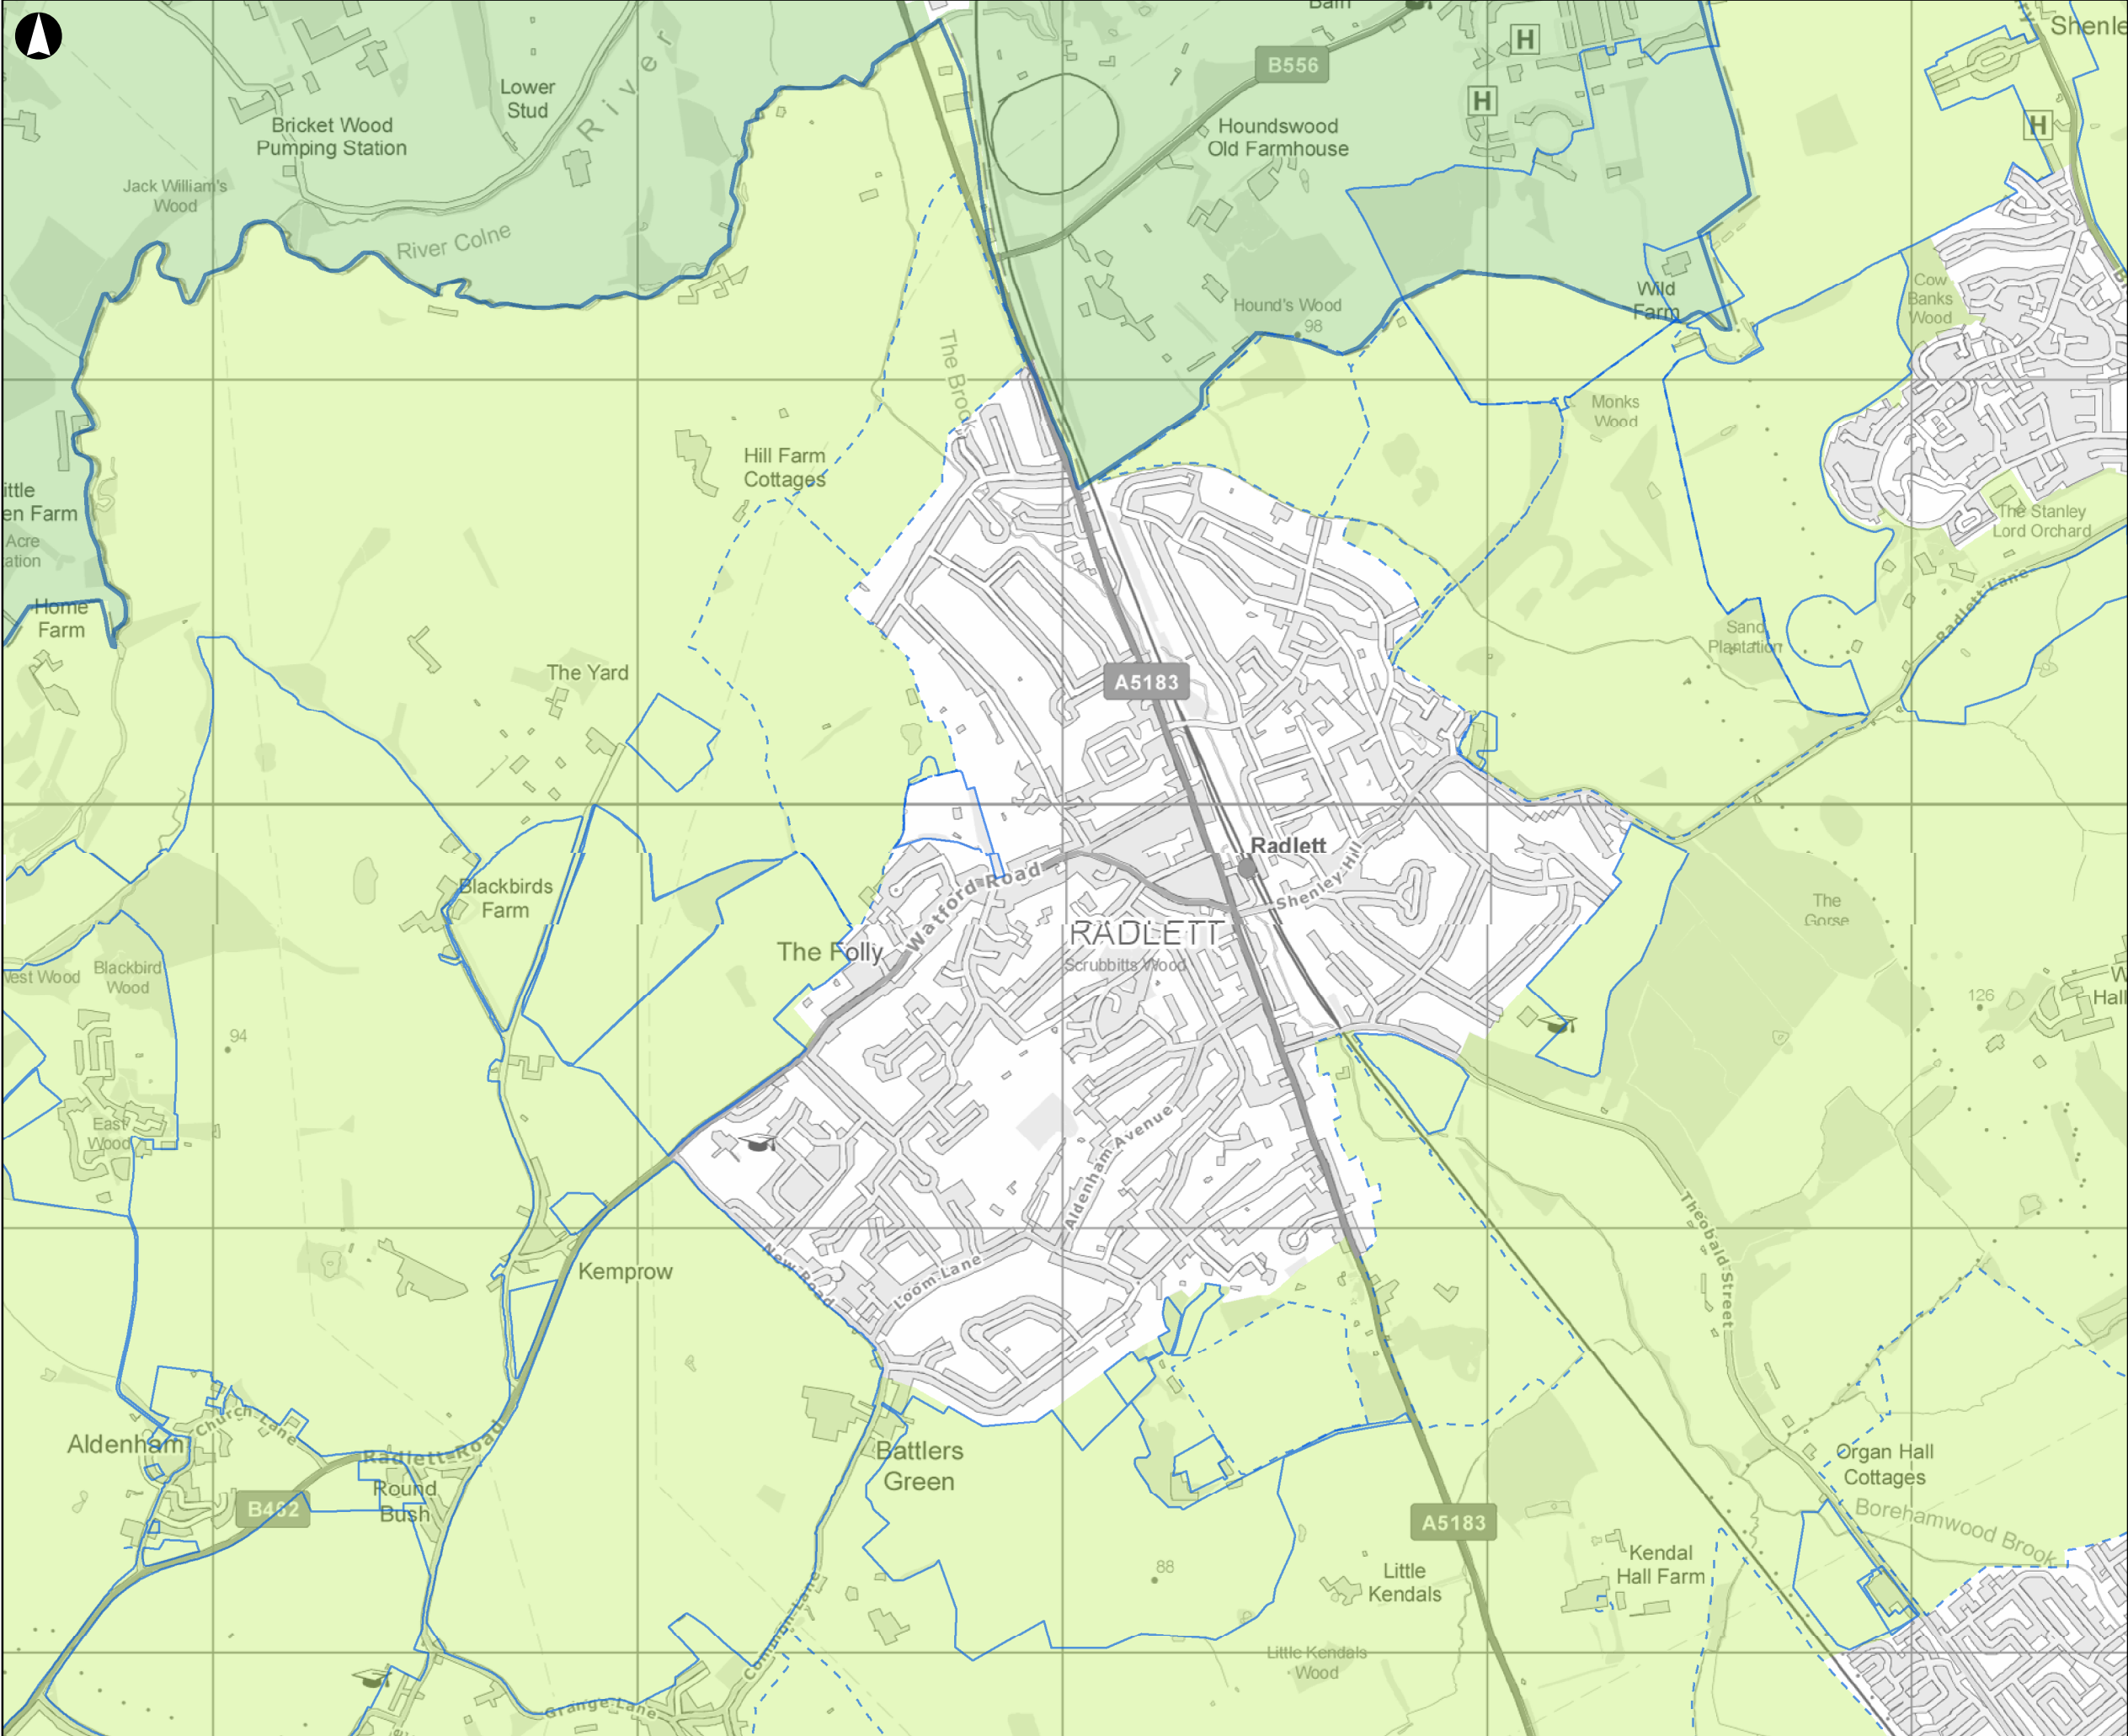 Shenle
B556
H
H
H
Lower
Stud
River
Bricket Wood
Pumping Station
Houndswood
Old Farmhouse
Jack William's
Wood
River Colne
Hound's Wood
98
Wild
Farm
Cow
Banks
Wood
The Broo
Monks
Wood
Hill Farm
Cottages
ittle
en Farm
Acre
ation
The Stanley
Lord Orchard
Home
Farm
Radlett Lane
Sand
Plantation
The Yard
A5183
Radlett
Blackbirds
Farm
Watford Road
Shenley Hill
The
Gorse
RADLETT
The Folly
Scrubbitts Wood
West Wood
Blackbird
Wood
126
W
Hall
94
East
Wood
Aldenham Avenue
Theobald Street
New Road
Loom Lane
Kemprow
Church Lane
Aldenham
Radlett Road
Battlers
Green
Organ Hall
Cottages
Round
Bush
B462
A5183
Borehamwood Brook
88
Little
Kendals
Kendal
Hall Farm
Common Lane
Little Kendals
Wood
Grange Lane